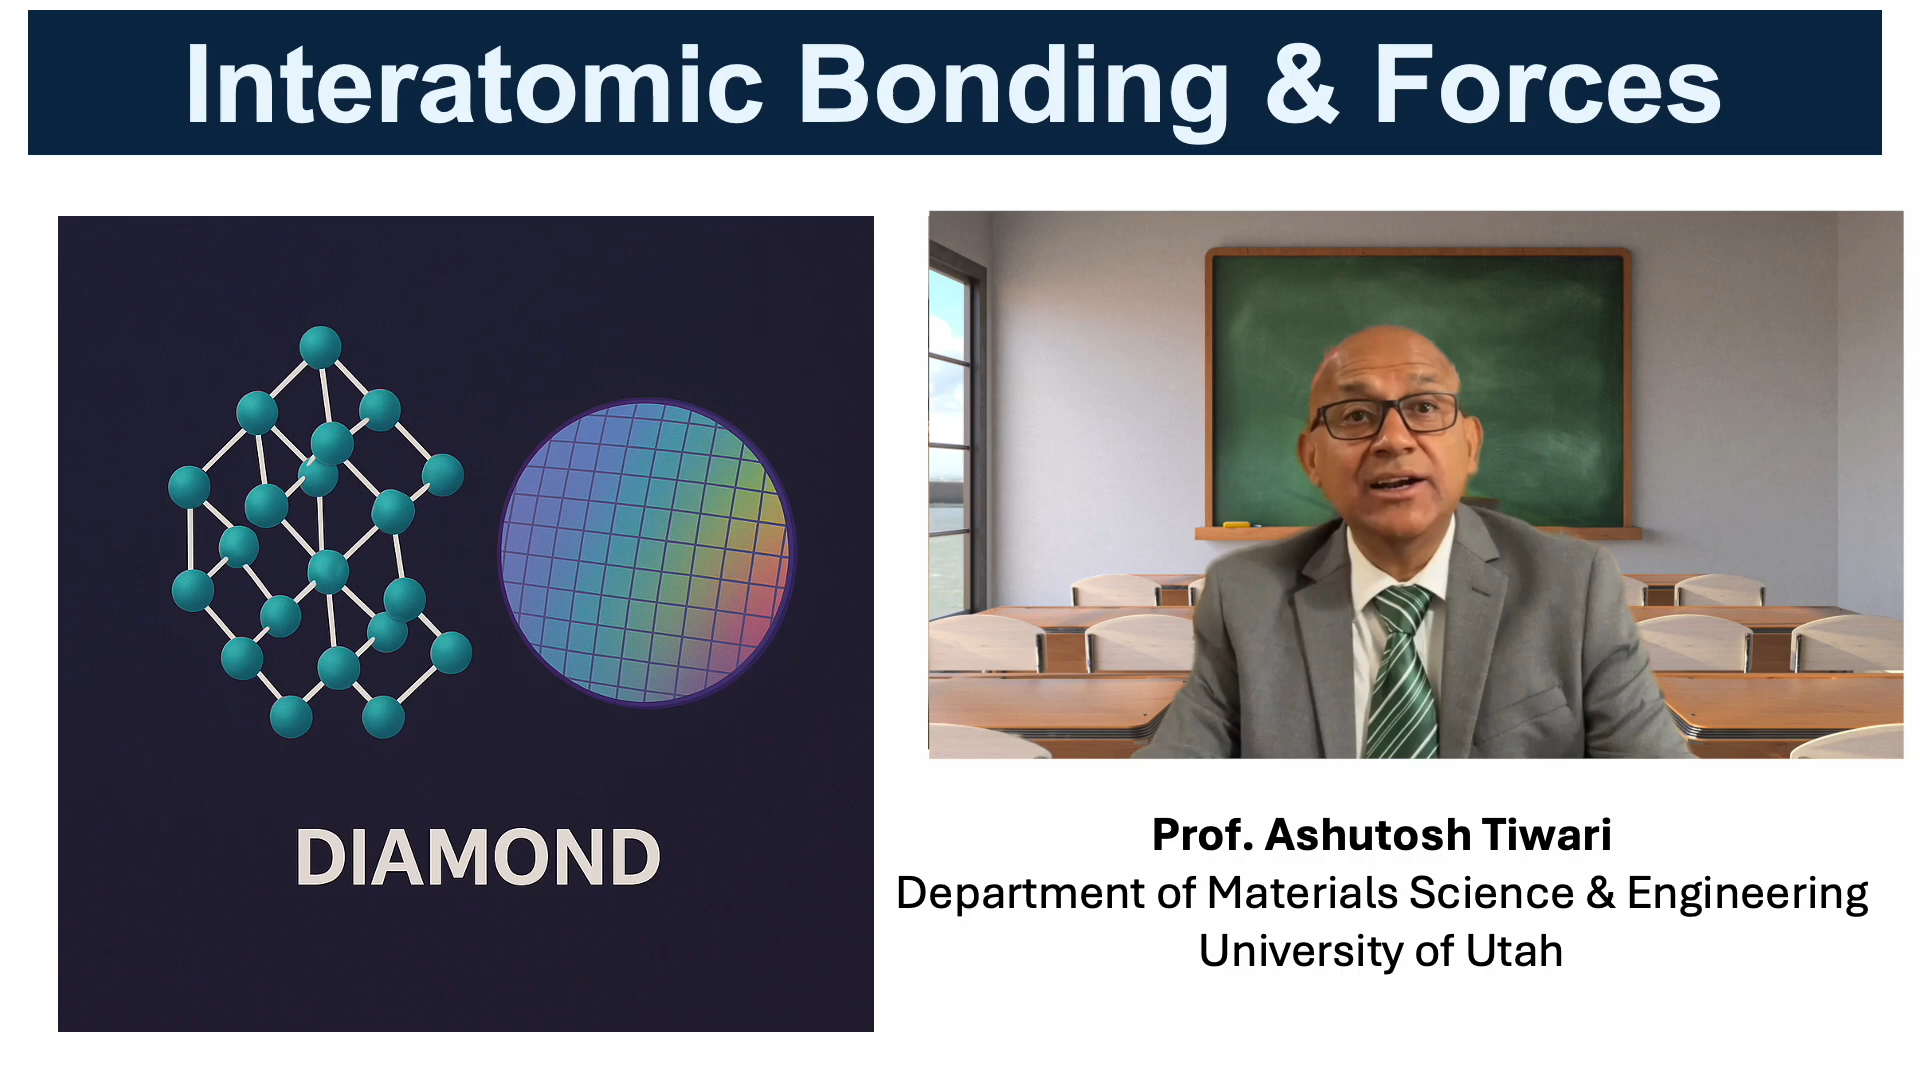 Interatomic Bonding & Forces
DIAMOND
Prof. Ashutosh Tiwari
Department of Materials Science & Engineering
University of Utah